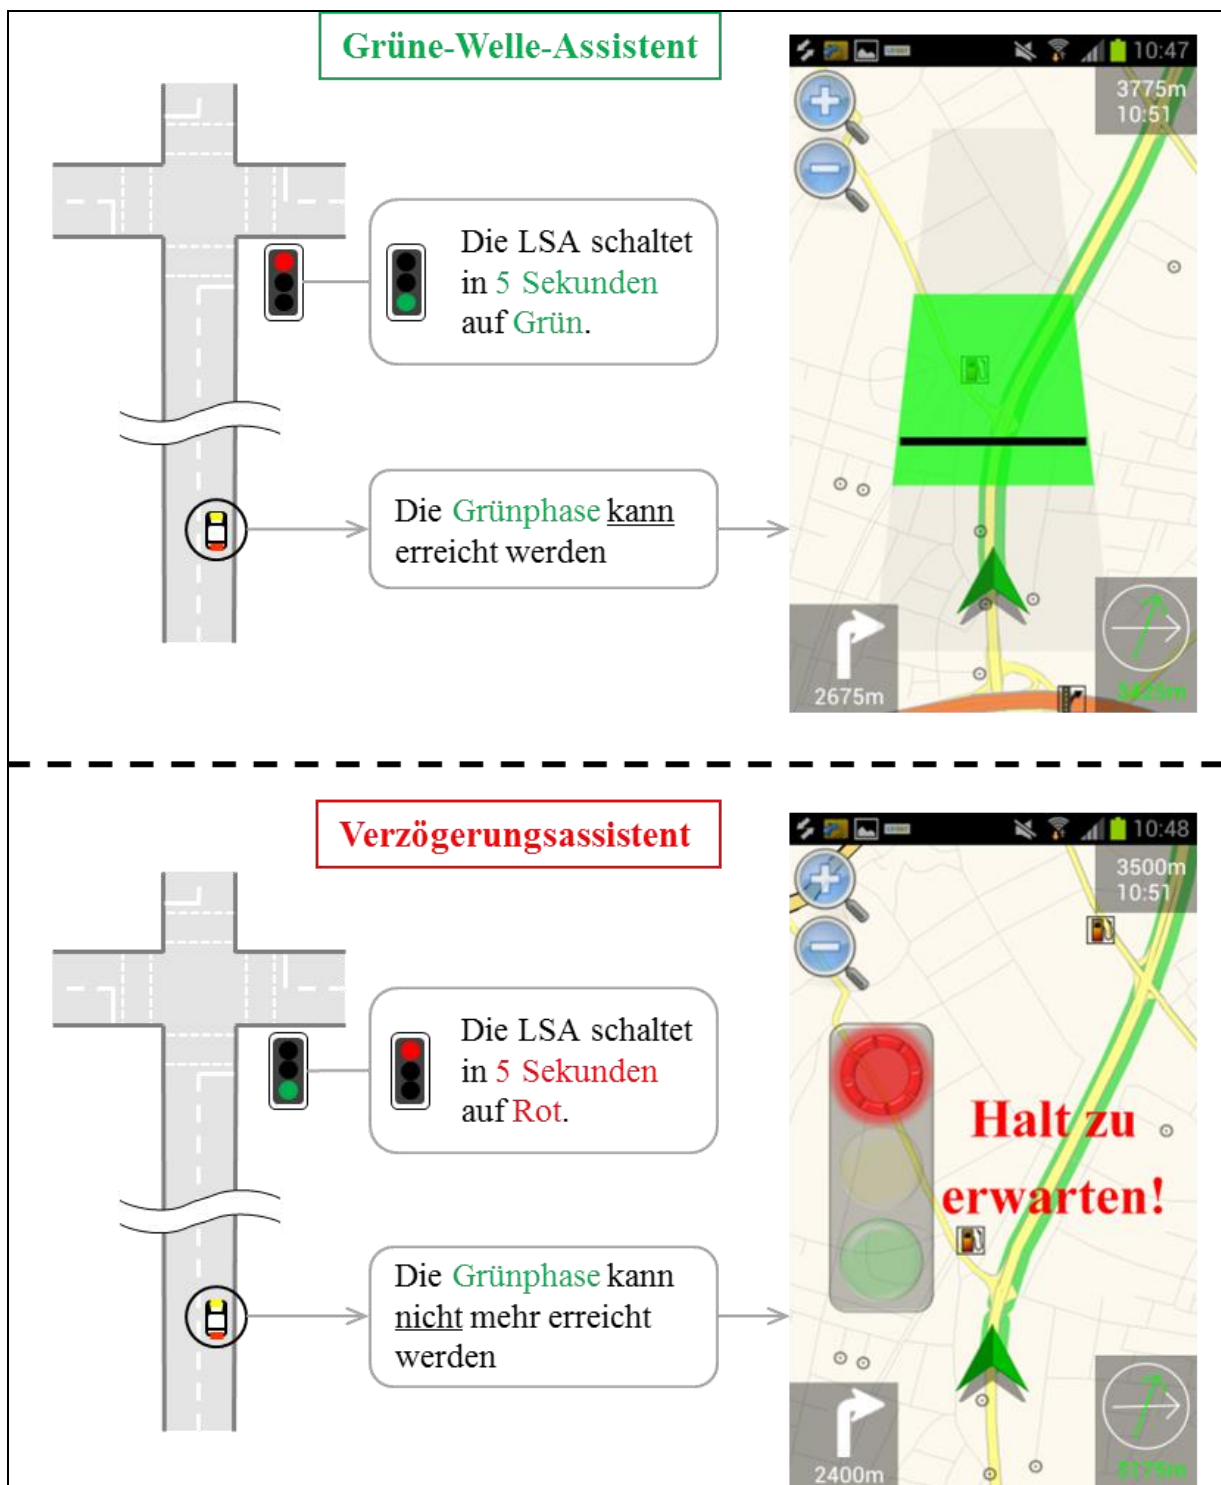 Grüne-Welle-Assistent
Die LSA schaltet
in 5 Sekunden
auf Grün.
Die Grünphase kann
erreicht werden
10:47
3775m
10:51
2675m
3425m
Verzögerungsassistent
Die LSA schaltet
in 5 Sekunden
auf Rot.
Die Grünphase kann
nicht mehr erreicht
werden
10:48
3500m
10:51
Halt zu
erwarten!
2400m